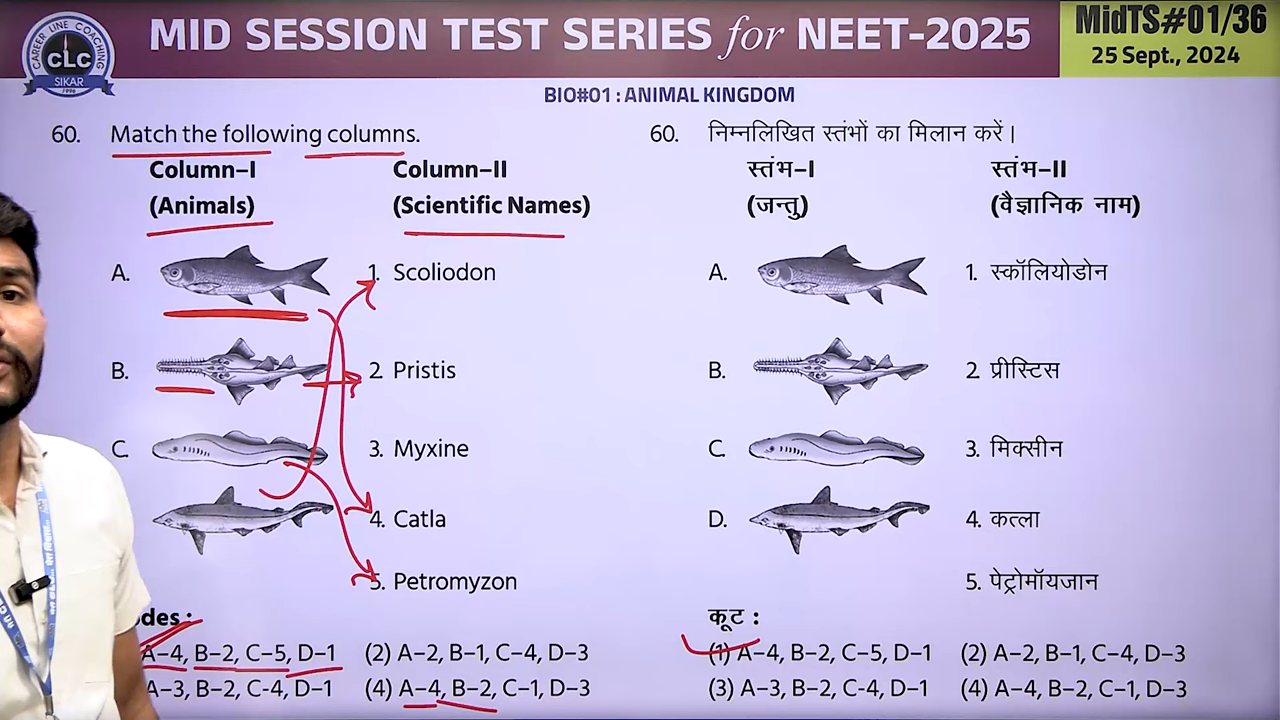 CAREER LINE COACHING
CLC
SIKAR
1996
MID SESSION TEST SERIES for NEET-2025
MidTS#01/36
25 Sept., 2024
BIO#01 : ANIMAL KINGDOM
60. Match the following columns.
Column–I Column–II
(Animals) (Scientific Names)
A. 1. Scoliodon
B. 2. Pristis
C. 3. Myxine
4. Catla
5. Petromyzon
des :
A–4, B–2, C–5, D–1 (2) A–2, B–1, C–4, D–3
A–3, B–2, C-4, D–1 (4) A–4, B–2, C–1, D–3
60. निम्नलिखित स्तंभों का मिलान करें।
स्तंभ–I स्तंभ–II
(जन्तु) (वैज्ञानिक नाम)
A. 1. स्कॉलियोडोन
B. 2. प्रीस्टिस
C. 3. मिक्सीन
D. 4. कत्ला
5. पेट्रोमॉयजान
कूट :
(1) A–4, B–2, C–5, D–1 (2) A–2, B–1, C–4, D–3
(3) A–3, B–2, C-4, D–1 (4) A–4, B–2, C–1, D–3